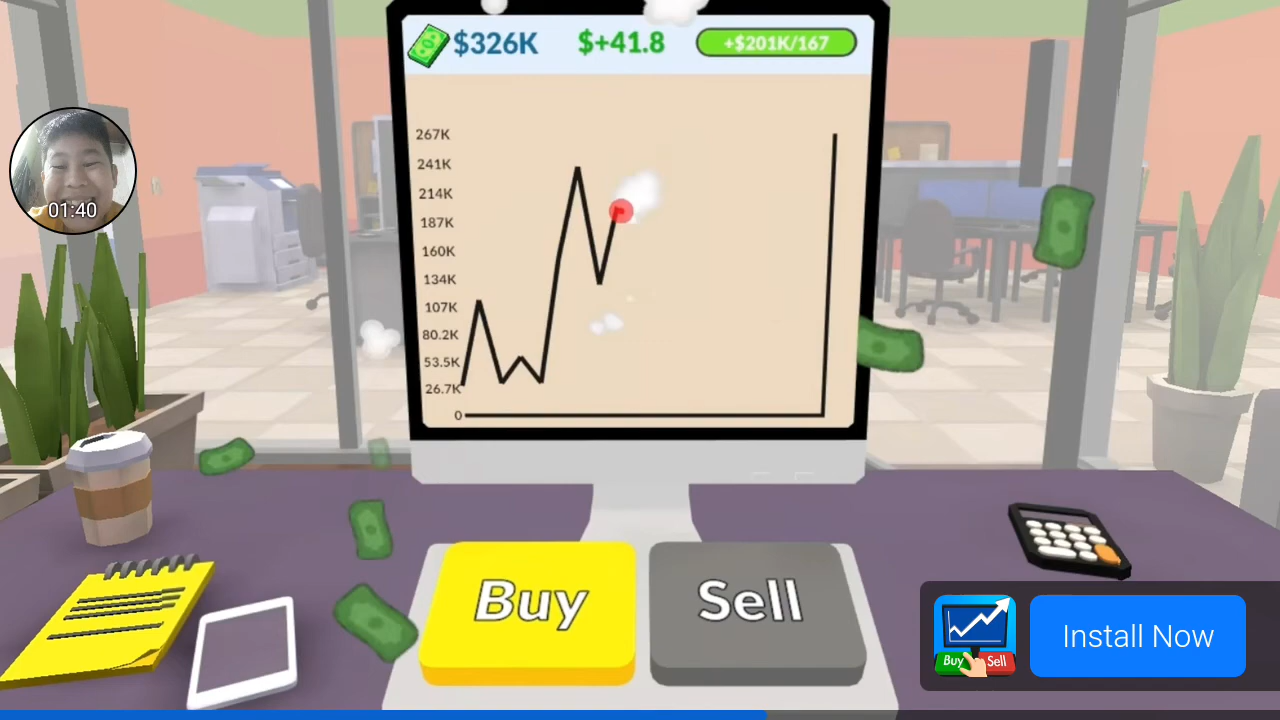 $326K $+41.8 +$201K/167
267K
241K
214K
187K
160K
134K
107K
80.2K
53.5K
26.7K
0
01:40
Buy Sell
Buy Sell
Install Now